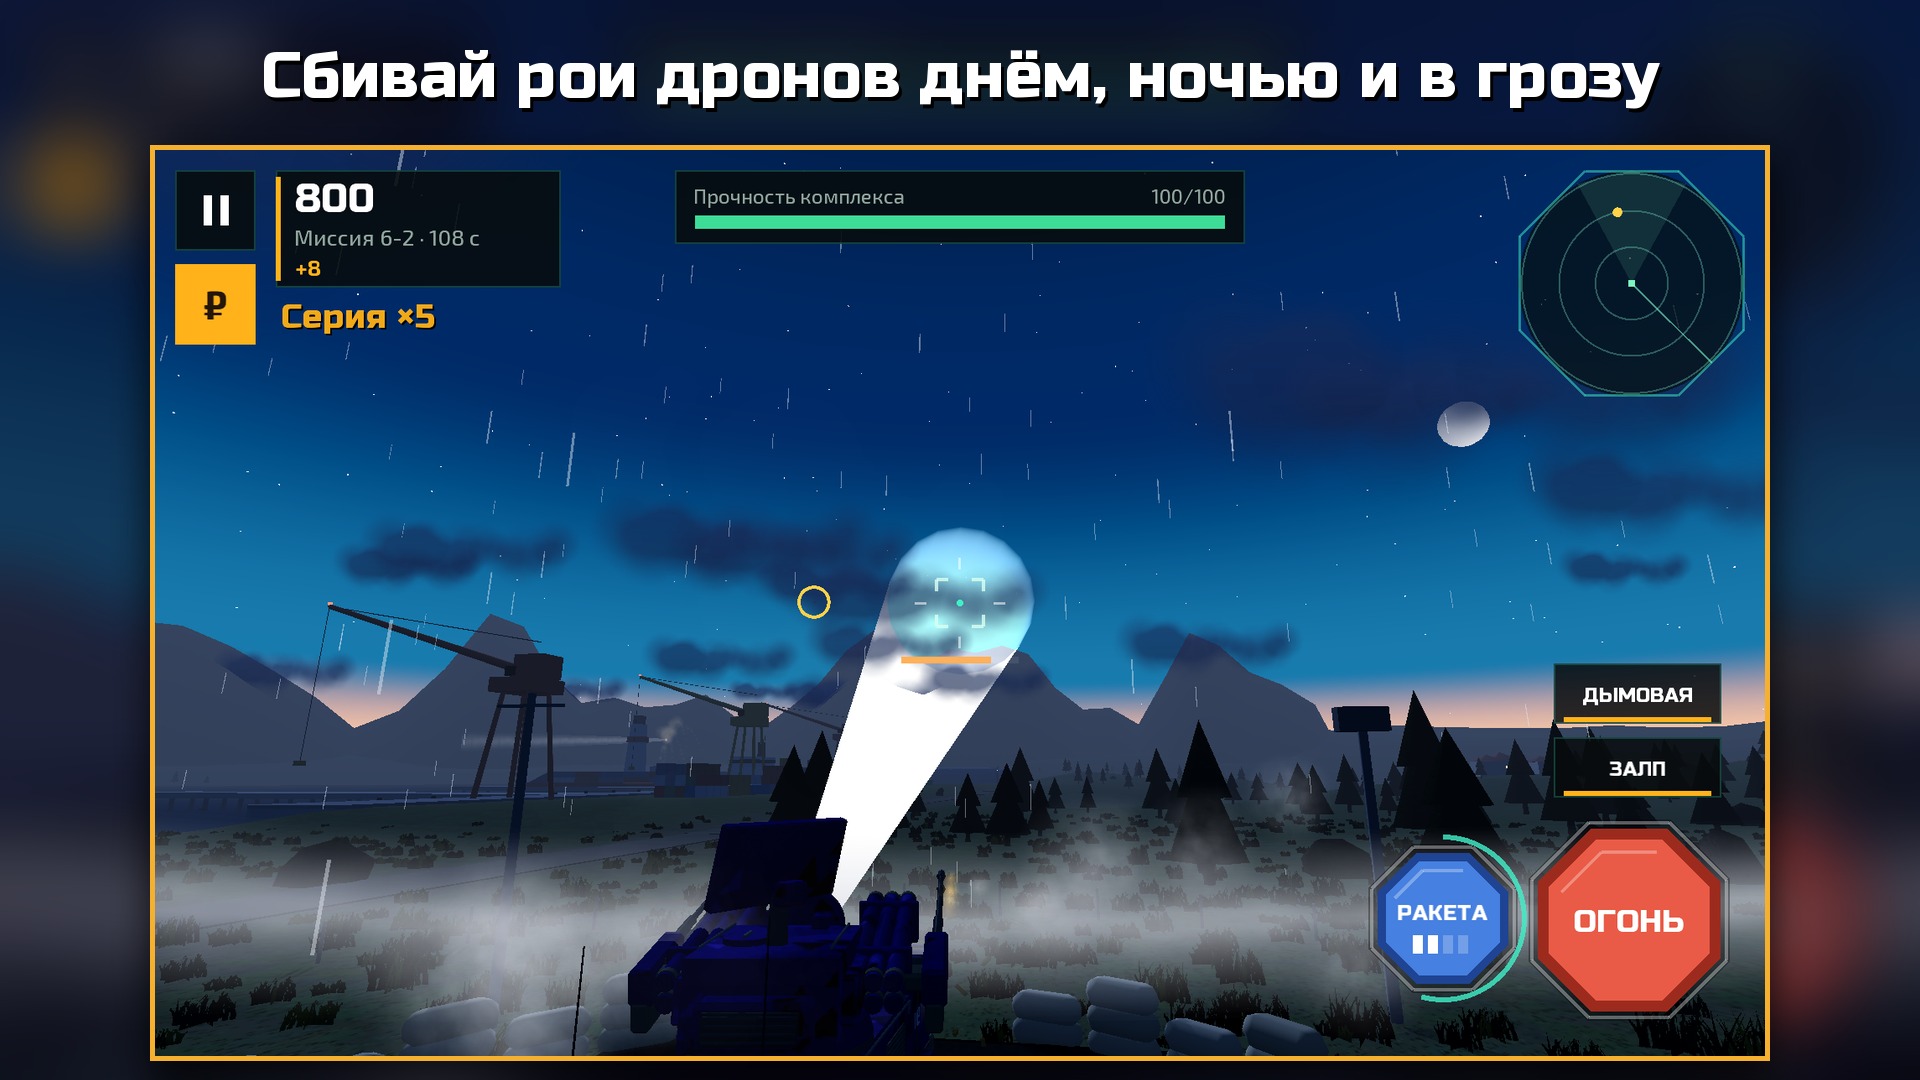 Сбивай рои дронов днём, ночью и в грозу
800
Миссия 6-2 · 108 с
+8
₽
Серия ×5
Прочность комплекса 100/100
ДЫМОВАЯ
ЗАЛП
РАКЕТА
ОГОНЬ